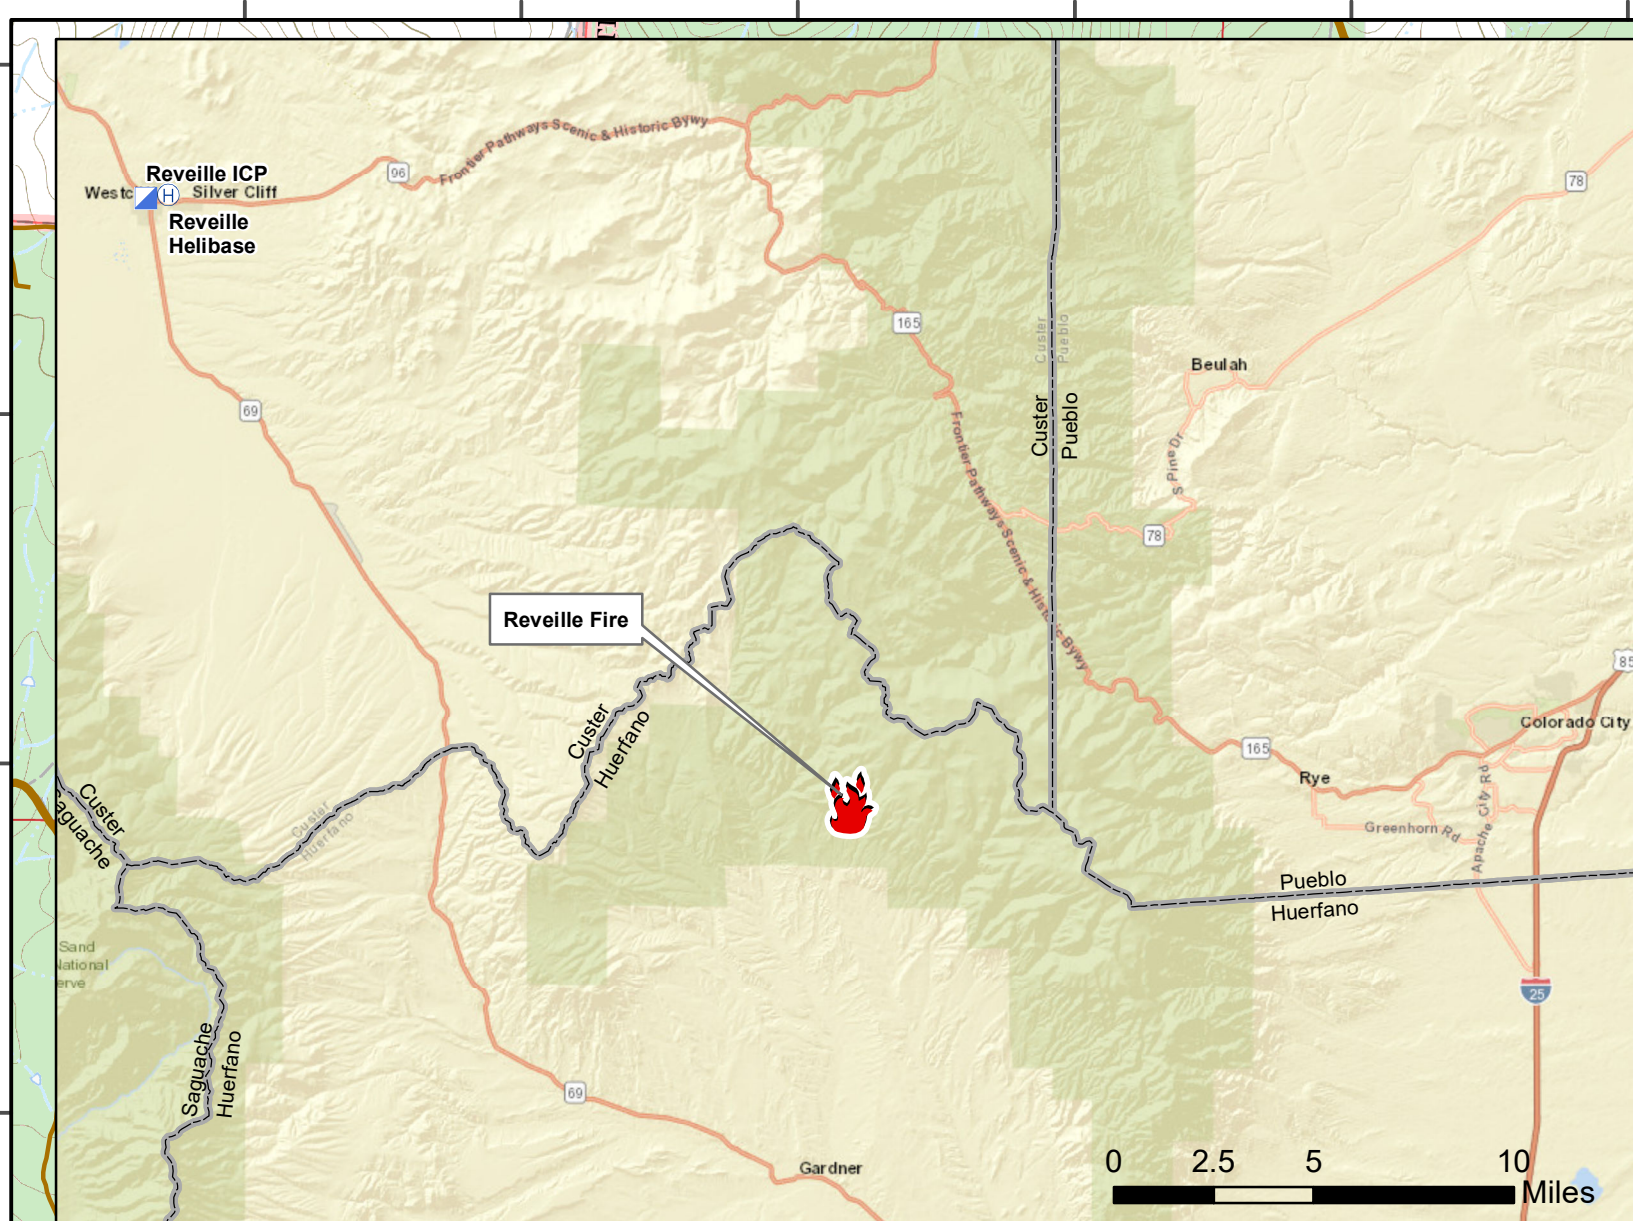 96
Frontier Pathways Scenic & Historic Bywy
Reveille ICP
Westc
H
Silver Cliff
Reveille
Helibase
78
165
Custer
Pueblo
Beulah
Custer
Pueblo
69
S Pine Dr
Frontier Pathways Scenic & Historic Bywy
78
Reveille Fire
85
Custer
Huerfano
Colorado City
165
Rye
Custer
aguache
Custer
Huerfano
Greenhorn Rd
Apache City Rd
Pueblo
Huerfano
Sand
National
erve
25
Saguache
Huerfano
69
Gardner
0 2.5 5 10
Miles